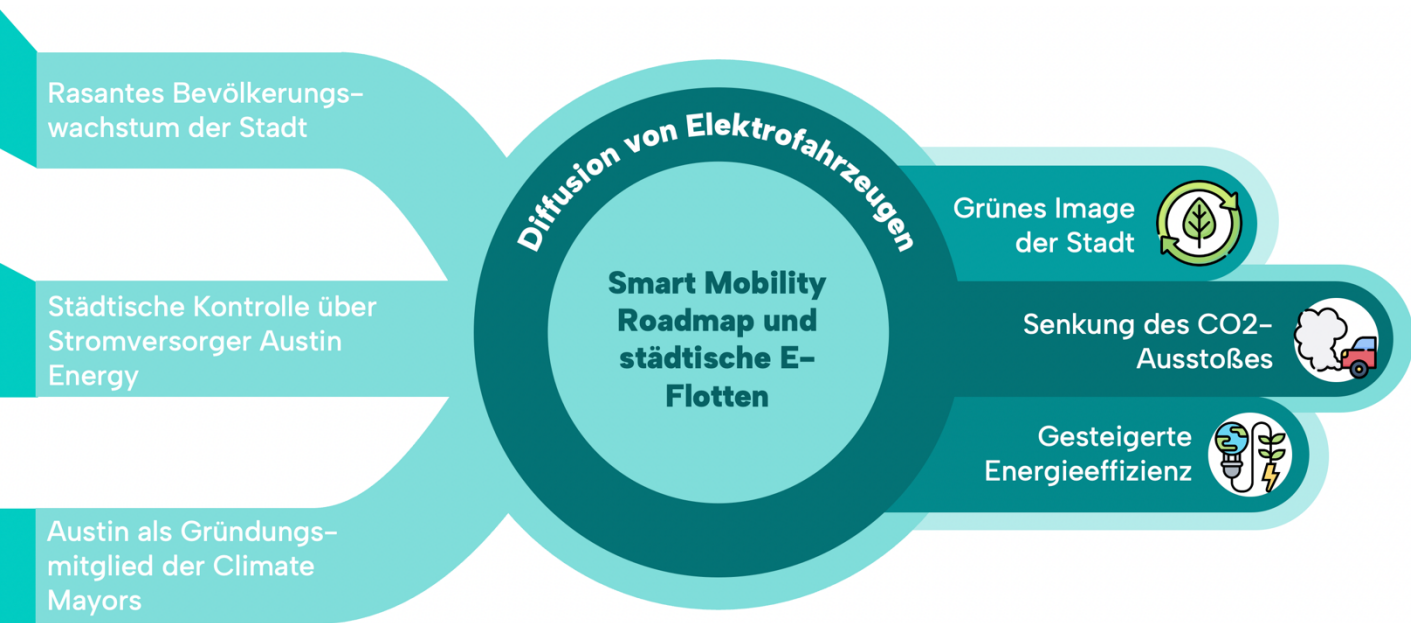 Rasantes Bevölkerungs-
wachstum der Stadt
Städtische Kontrolle über
Stromversorger Austin
Energy
Austin als Gründungs-
mitglied der Climate
Mayors
Diffusion von Elektrofahrzeugen
Smart Mobility
Roadmap und
städtische E-
Flotten
Grünes Image
der Stadt
Senkung des CO2-
Ausstoßes
Gesteigerte
Energieeffizienz